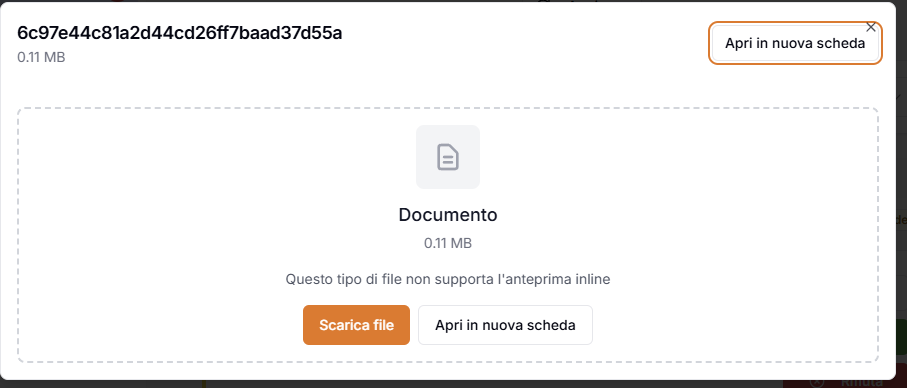 6c97e44c81a2d44cd26ff7baad37d55a
0.11 MB
Apri in nuova scheda
Documento
0.11 MB
Questo tipo di file non supporta l'anteprima inline
Scarica file
Apri in nuova scheda
Rifiuta